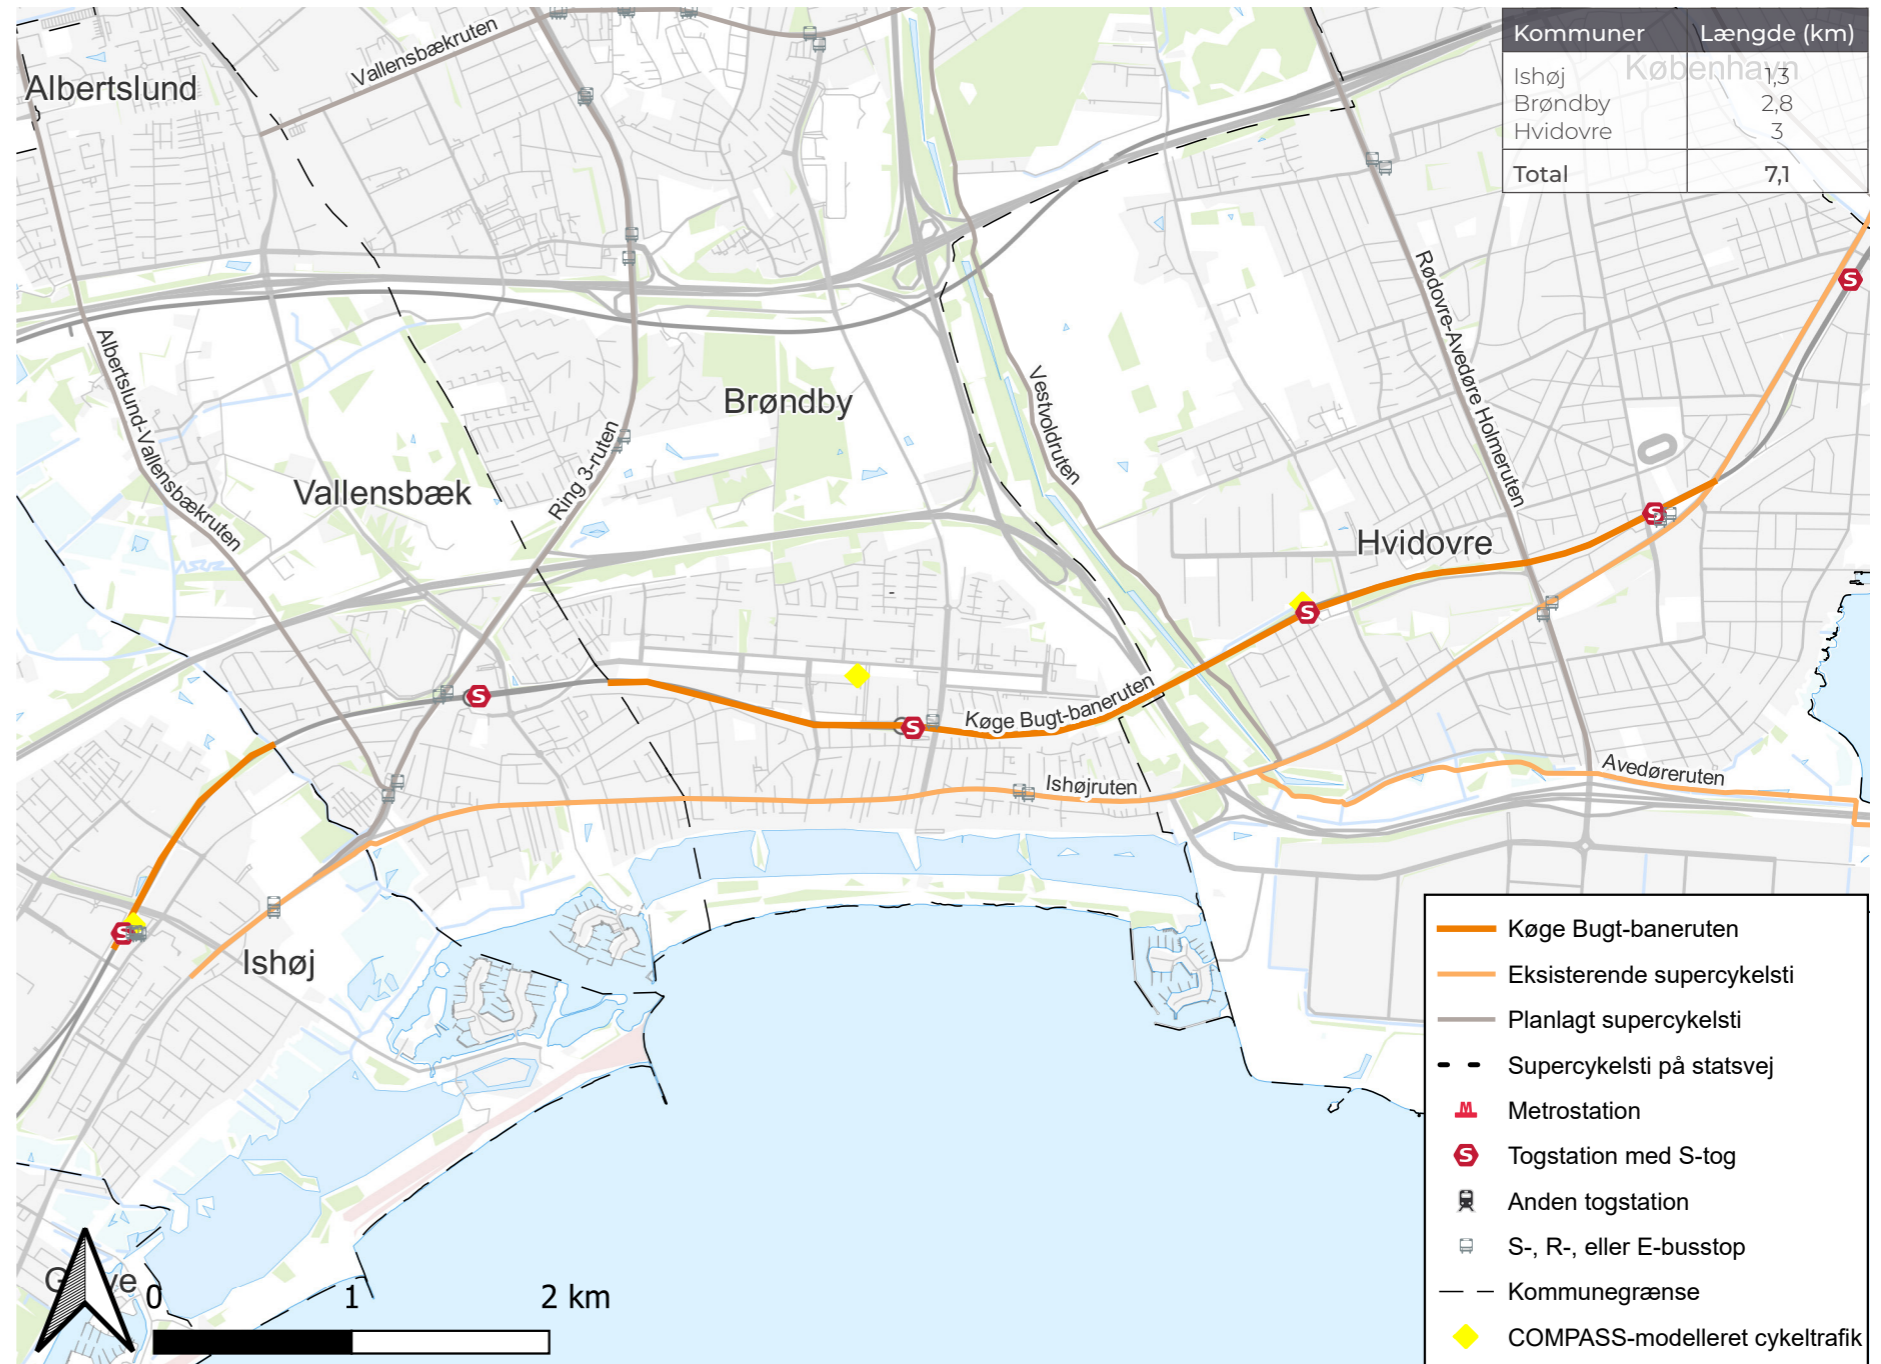 Kommuner Længde (km)
København
Ishøj 1,3
Brøndby 2,8
Hvidovre 3
Total 7,1
Vallensbækruten
Albertslund
Rødovre-Avedøre Holmeruten
Albertslund-Vallensbækruten
Vestvoldruten
Brøndby
Ring 3-ruten
Vallensbæk
Hvidovre
Køge Bugt-baneruten
Ishøjruten
Avedøreruten
Ishøj
0 1 2 km
Køge Bugt-baneruten
Eksisterende supercykelsti
Planlagt supercykelsti
Supercykelsti på statsvej
M Metrostation
S Togstation med S-tog
Anden togstation
S-, R-, eller E-busstop
Kommunegrænse
COMPASS-modelleret cykeltrafik